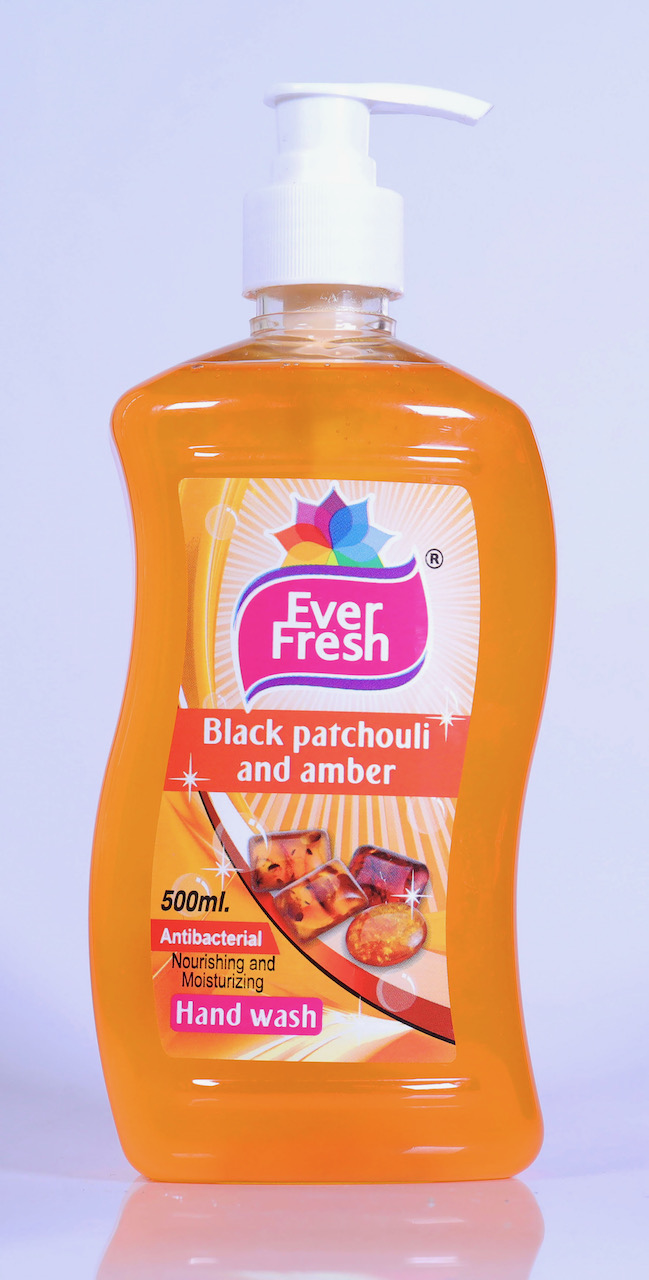 ®
Ever
Fresh
Black patchouli
and amber
500ml.
Antibacterial
Nourishing and
Moisturizing
Hand wash